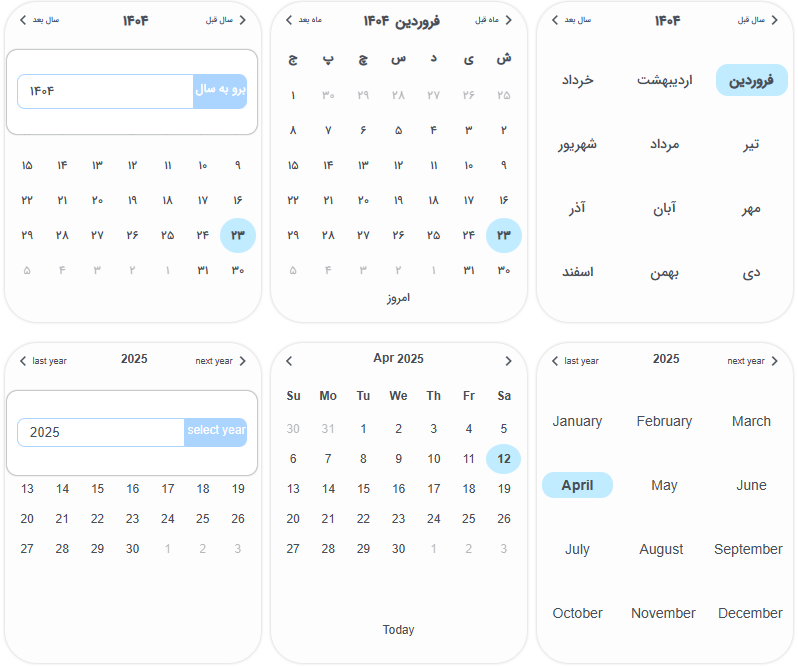 سال قبل ۱۴۰۴ سال بعد
برو به سال ۱۴۰۴
۹ ۱۰ ۱۱ ۱۲ ۱۳ ۱۴ ۱۵
۱۶ ۱۷ ۱۸ ۱۹ ۲۰ ۲۱ ۲۲
۲۳ ۲۴ ۲۵ ۲۶ ۲۷ ۲۸ ۲۹
۳۰ ۳۱ ۱ ۲ ۳ ۴ ۵
ماه قبل فروردین ۱۴۰۴ ماه بعد
ش ی د س چ پ ج
۲۵ ۲۶ ۲۷ ۲۸ ۲۹ ۳۰ ۱
۲ ۳ ۴ ۵ ۶ ۷ ۸
۹ ۱۰ ۱۱ ۱۲ ۱۳ ۱۴ ۱۵
۱۶ ۱۷ ۱۸ ۱۹ ۲۰ ۲۱ ۲۲
۲۳ ۲۴ ۲۵ ۲۶ ۲۷ ۲۸ ۲۹
۳۰ ۳۱ ۱ ۲ ۳ ۴ ۵
امروز
سال قبل ۱۴۰۴ سال بعد
فروردین اردیبهشت خرداد
تیر مرداد شهریور
مهر آبان آذر
دی بهمن اسفند
last year 2025 next year
2025 select year
13 14 15 16 17 18 19
20 21 22 23 24 25 26
27 28 29 30 1 2 3
Apr 2025
Su Mo Tu We Th Fr Sa
30 31 1 2 3 4 5
6 7 8 9 10 11 12
13 14 15 16 17 18 19
20 21 22 23 24 25 26
27 28 29 30 1 2 3
Today
last year 2025 next year
January February March
April May June
July August September
October November December